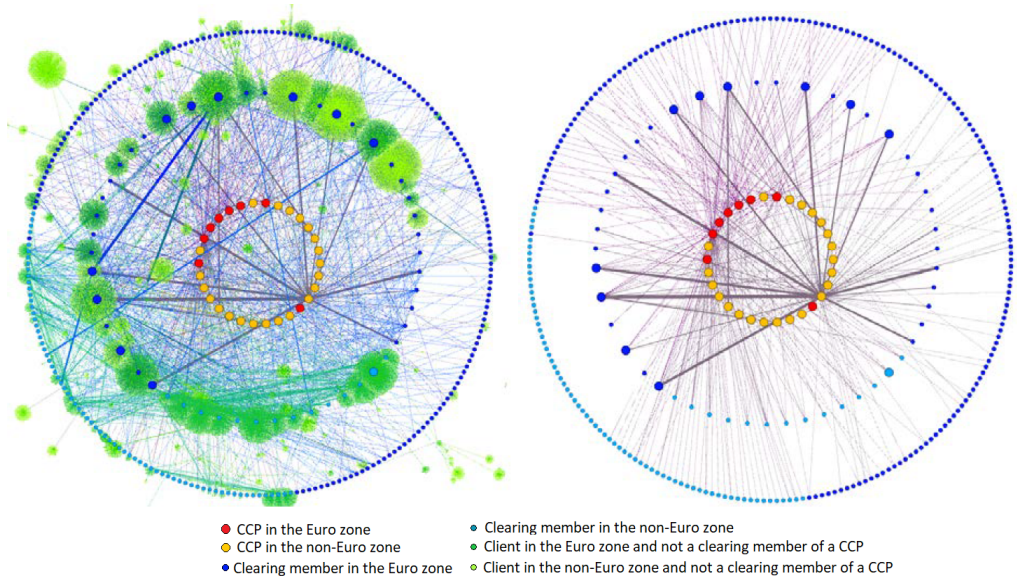 CCP in the Euro zone
CCP in the non-Euro zone
Clearing member in the Euro zone
Clearing member in the non-Euro zone
Client in the Euro zone and not a clearing member of a CCP
Client in the non-Euro zone and not a clearing member of a CCP